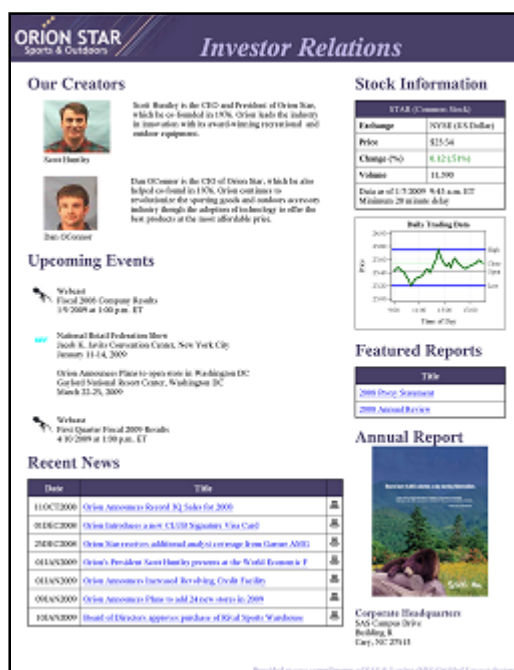 ORION STAR
Sports & Outdoors
Investor Relations
Our Creators
Scott Huntley is the CEO and President of Orion Star,
which he co-founded in 1976. Orion leads the industry
in innovation with its award-winning recreational and
outdoor equipment.
Scott Huntley
Dan O'Connor is the CFO of Orion Star, which he also
helped co-found in 1976. Orion continues to
revolutionize the sporting goods and outdoors accessory
industry though the adoption of technology to offer the
best products at the most affordable price.
Dan O'Connor
Upcoming Events
Webcast
Fiscal 2008 Company Results
1/9/2009 at 1:00 p.m. ET
National Retail Federation Show
Jacob K. Javits Convention Center, New York City
January 11-14, 2009
Orion Announces Plans to open store in Washington DC
Gaylord National Resort Center, Washington DC
March 22-25, 2009
Webcast
First Quarter Fiscal 2009 Results
4/10/2009 at 1:00 p.m. ET
Recent News
Date Title
11OCT2008 Orion Announces Record 3Q Sales for 2008
01DEC2008 Orion Introduces a new CLUB Signature Visa Card
25DEC2008 Orion Star receives additional analyst coverage from
01JAN2009 Orion's President Scott Huntley presents at the World Economic F
01JAN2009 Orion Announces Increased Revolving Credit Facility
09JAN2009 Orion Announces Plans to add 24 new stores in 2009
10JAN2009 Board of Directors approves purchase of Rival Sports Warehouse
Stock Information
STAR (Common Stock)
Exchange NYSE (US Dollar)
Price $25.54
Change (%) 0.12 (.51%)
Volume 11,500
Data as of 1/7/2009 9:45 a.m. ET
Minimum 20 minute delay
Daily Trading Data
Price
High
Close
Open
Low
Time of Day
Featured Reports
Title
2008 Proxy Statement
2008 Annual Review
Annual Report
Corporate Headquarters
SAS Campus Drive
Building R
Cary, NC 27513